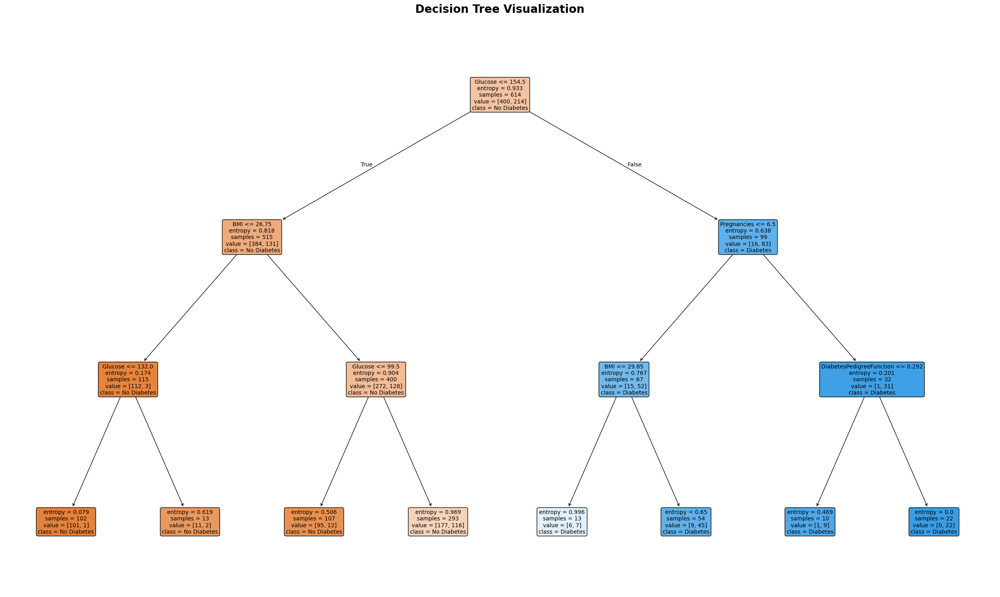 Decision Tree Visualization
Glucose <= 154.5
entropy = 0.933
samples = 614
value = [400, 214]
class = No Diabetes
True
False
BMI <= 26.75
entropy = 0.818
samples = 515
value = [384, 131]
class = No Diabetes
Pregnancies <= 6.5
entropy = 0.638
samples = 99
value = [16, 83]
class = Diabetes
Glucose <= 132.0
entropy = 0.174
samples = 115
value = [112, 3]
class = No Diabetes
Glucose <= 99.5
entropy = 0.904
samples = 400
value = [272, 128]
class = No Diabetes
BMI <= 29.85
entropy = 0.767
samples = 67
value = [15, 52]
class = Diabetes
DiabetesPedigreeFunction <= 0.292
entropy = 0.201
samples = 32
value = [1, 31]
class = Diabetes
entropy = 0.079
samples = 102
value = [101, 1]
class = No Diabetes
entropy = 0.619
samples = 13
value = [11, 2]
class = No Diabetes
entropy = 0.506
samples = 107
value = [95, 12]
class = No Diabetes
entropy = 0.969
samples = 293
value = [177, 116]
class = No Diabetes
entropy = 0.996
samples = 13
value = [6, 7]
class = Diabetes
entropy = 0.65
samples = 54
value = [9, 45]
class = Diabetes
entropy = 0.469
samples = 10
value = [1, 9]
class = Diabetes
entropy = 0.0
samples = 22
value = [0, 22]
class = Diabetes